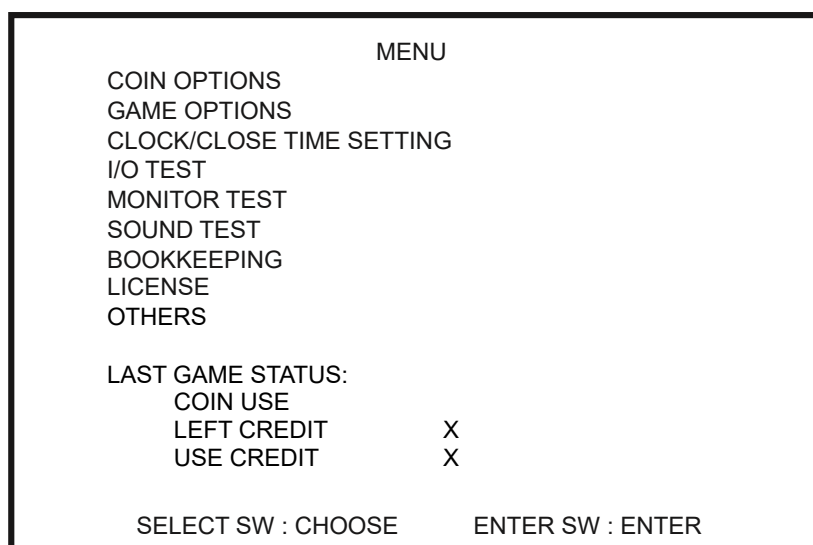 MENU
COIN OPTIONS
GAME OPTIONS
CLOCK/CLOSE TIME SETTING
I/O TEST
MONITOR TEST
SOUND TEST
BOOKKEEPING
LICENSE
OTHERS
LAST GAME STATUS:
COIN USE
LEFT CREDIT X
USE CREDIT X
SELECT SW : CHOOSE ENTER SW : ENTER